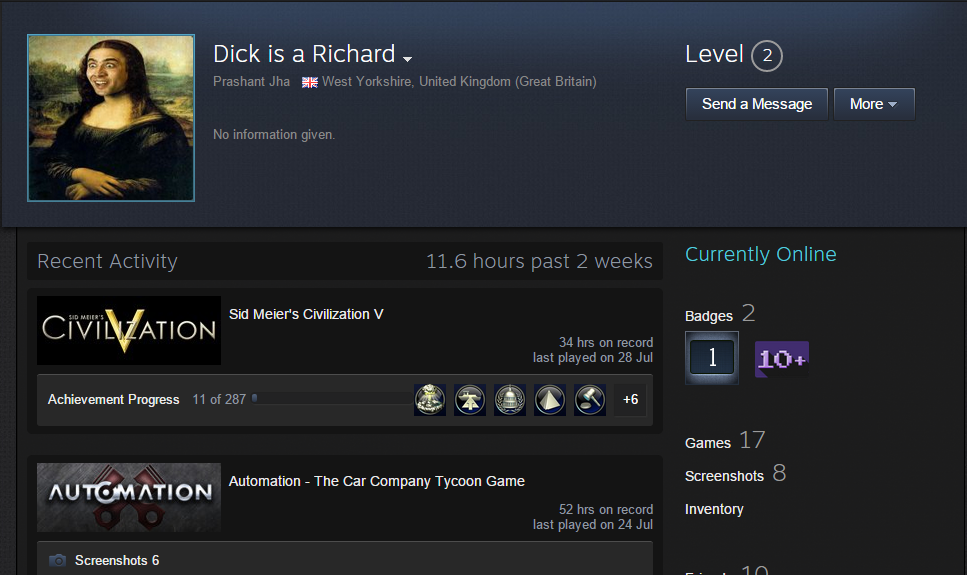 Dick is a Richard
Prashant Jha West Yorkshire, United Kingdom (Great Britain)
No information given.
Level 2
Send a Message
More
Recent Activity 11.6 hours past 2 weeks
SID MEIER'S
CIVILIZATION
Sid Meier's Civilization V
34 hrs on record
last played on 28 Jul
Achievement Progress 11 of 287
+6
AUTOMATION
Automation - The Car Company Tycoon Game
52 hrs on record
last played on 24 Jul
Screenshots 6
Currently Online
Badges 2
1
10+
Games 17
Screenshots 8
Inventory